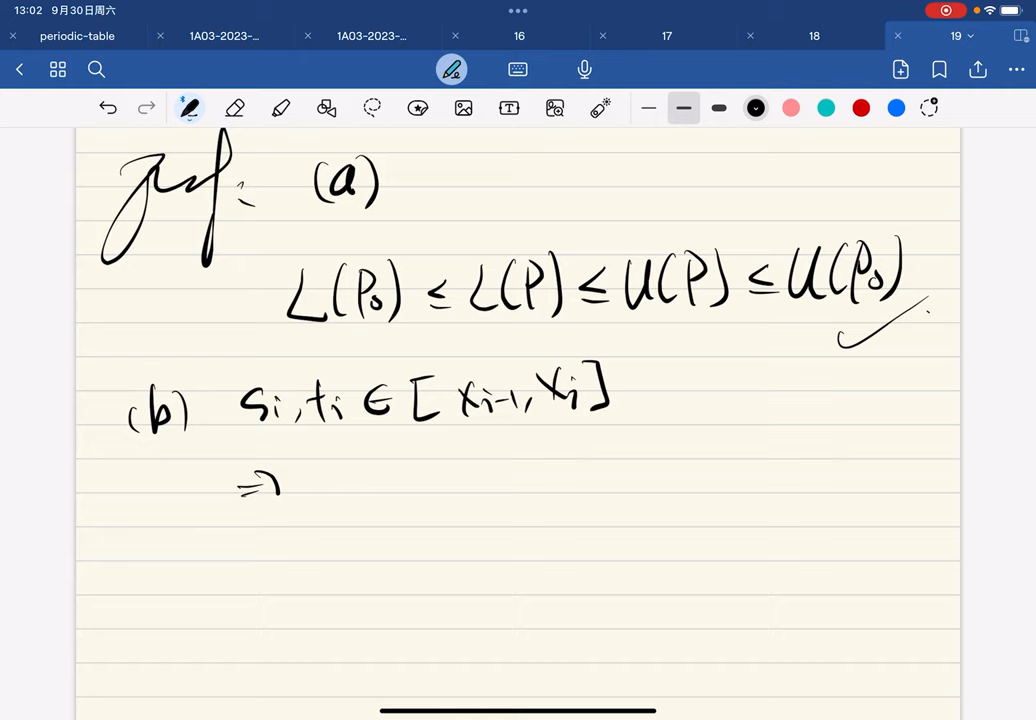 13:02 9月30日周六
periodic-table 1A03-2023-... 1A03-2023-... 16 17 18 19
proof: (a)
L(P₀) ≤ L(P) ≤ U(P) ≤ U(P₀)
(b) sᵢ, tᵢ ∈ [xᵢ₋₁, xᵢ]
⇒